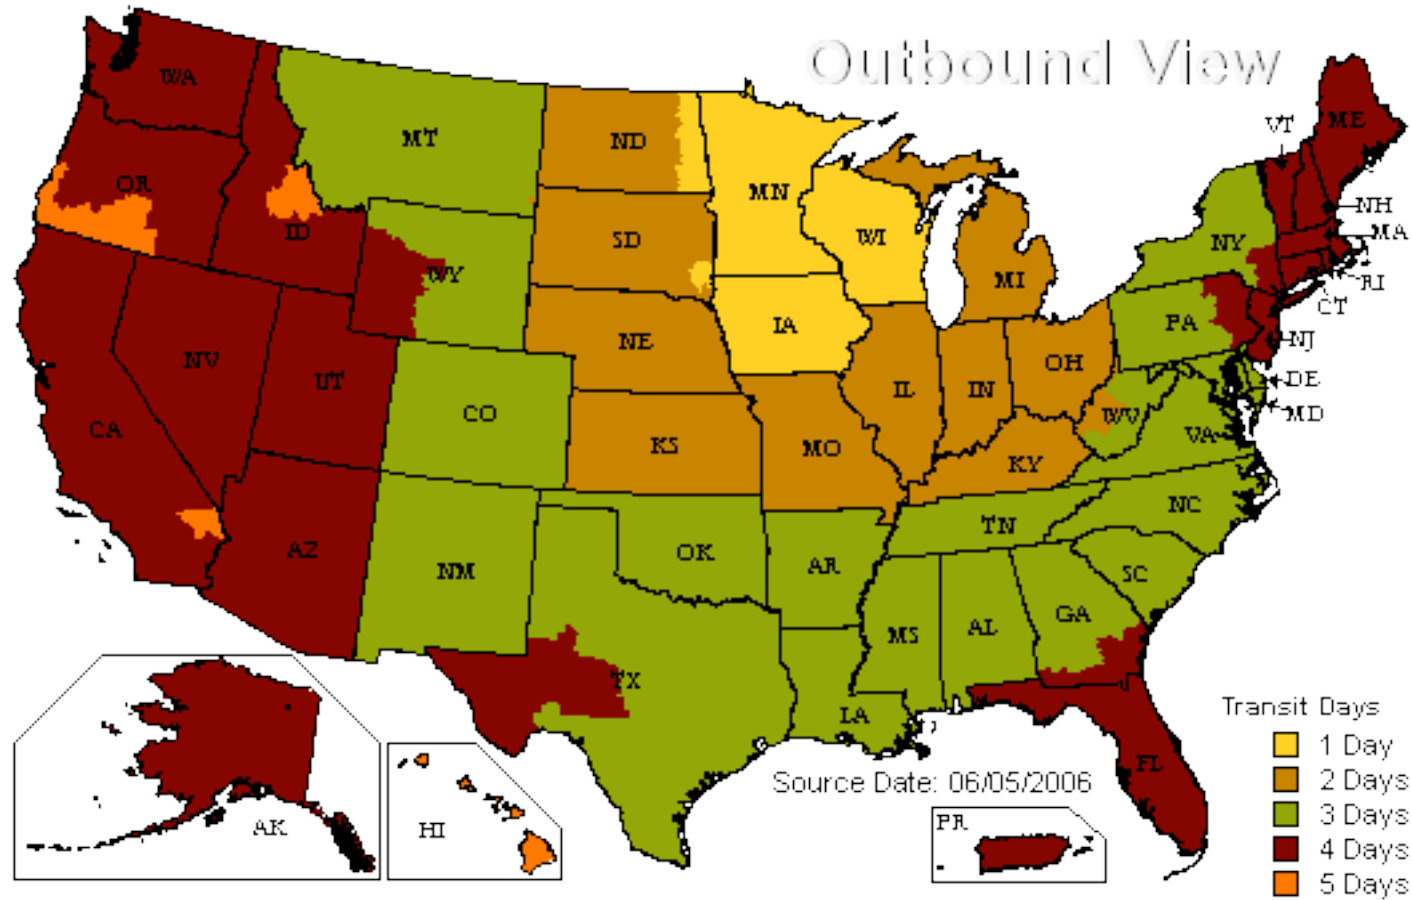 Outbound View
WA
MT
ND
MN
VT
ME
OR
ID
WY
SD
WI
MI
NY
NH
MA
RI
CT
NV
UT
CO
NE
IA
IL
IN
OH
PA
NJ
DE
MD
CA
KS
MO
KY
WV
VA
AZ
NM
OK
AR
TN
NC
SC
MS
AL
GA
TX
LA
FL
AK
HI
PR
Source Date: 06/05/2006
Transit Days
1 Day
2 Days
3 Days
4 Days
5 Days